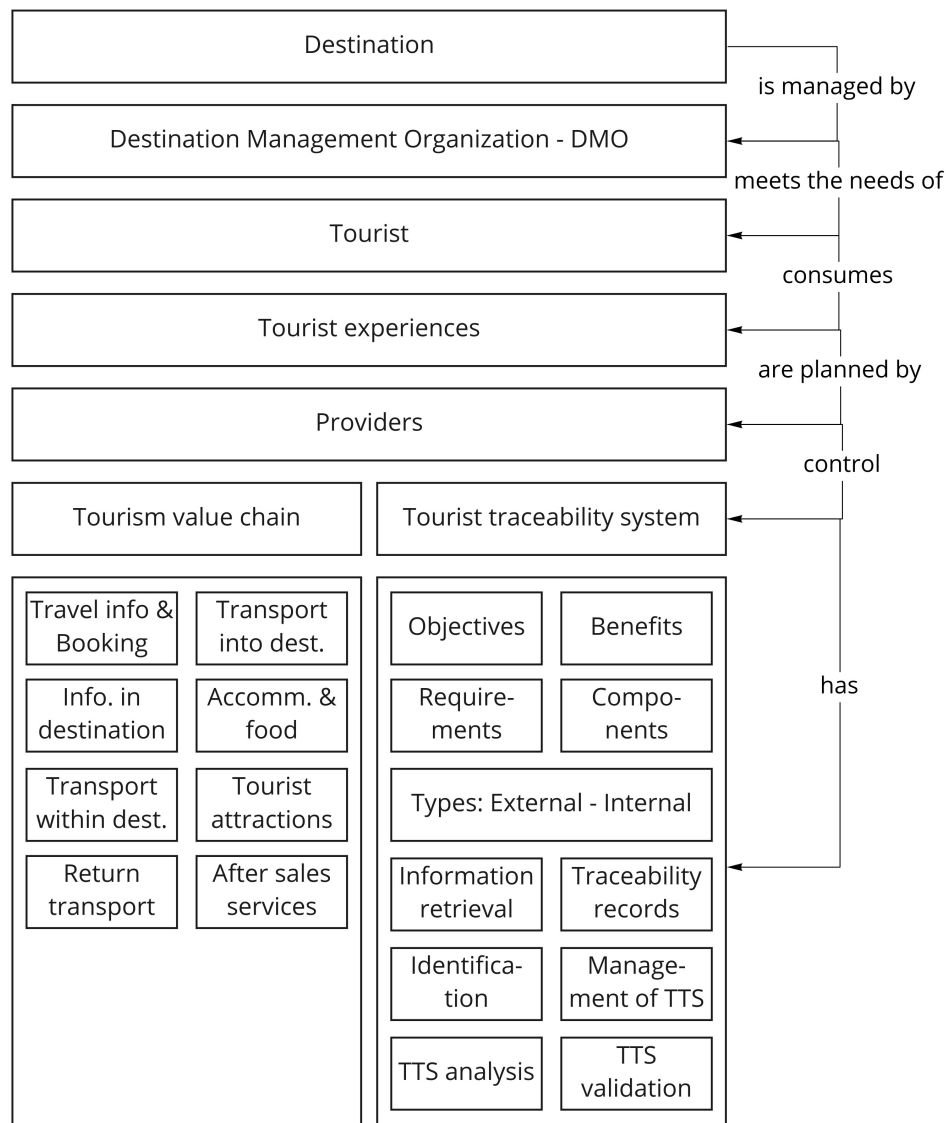 Destination
is managed by
Destination Management Organization - DMO
meets the needs of
Tourist
consumes
Tourist experiences
are planned by
Providers
control
Tourism value chain
Tourist traceability system
Travel info &
Booking
Transport
into dest.
Info. in
destination
Accomm. &
food
Transport
within dest.
Tourist
attractions
Return
transport
After sales
services
Objectives
Benefits
Require-
ments
Compo-
nents
has
Types: External - Internal
Information
retrieval
Traceability
records
Identifica-
tion
Manage-
ment of TTS
TTS analysis
TTS
validation